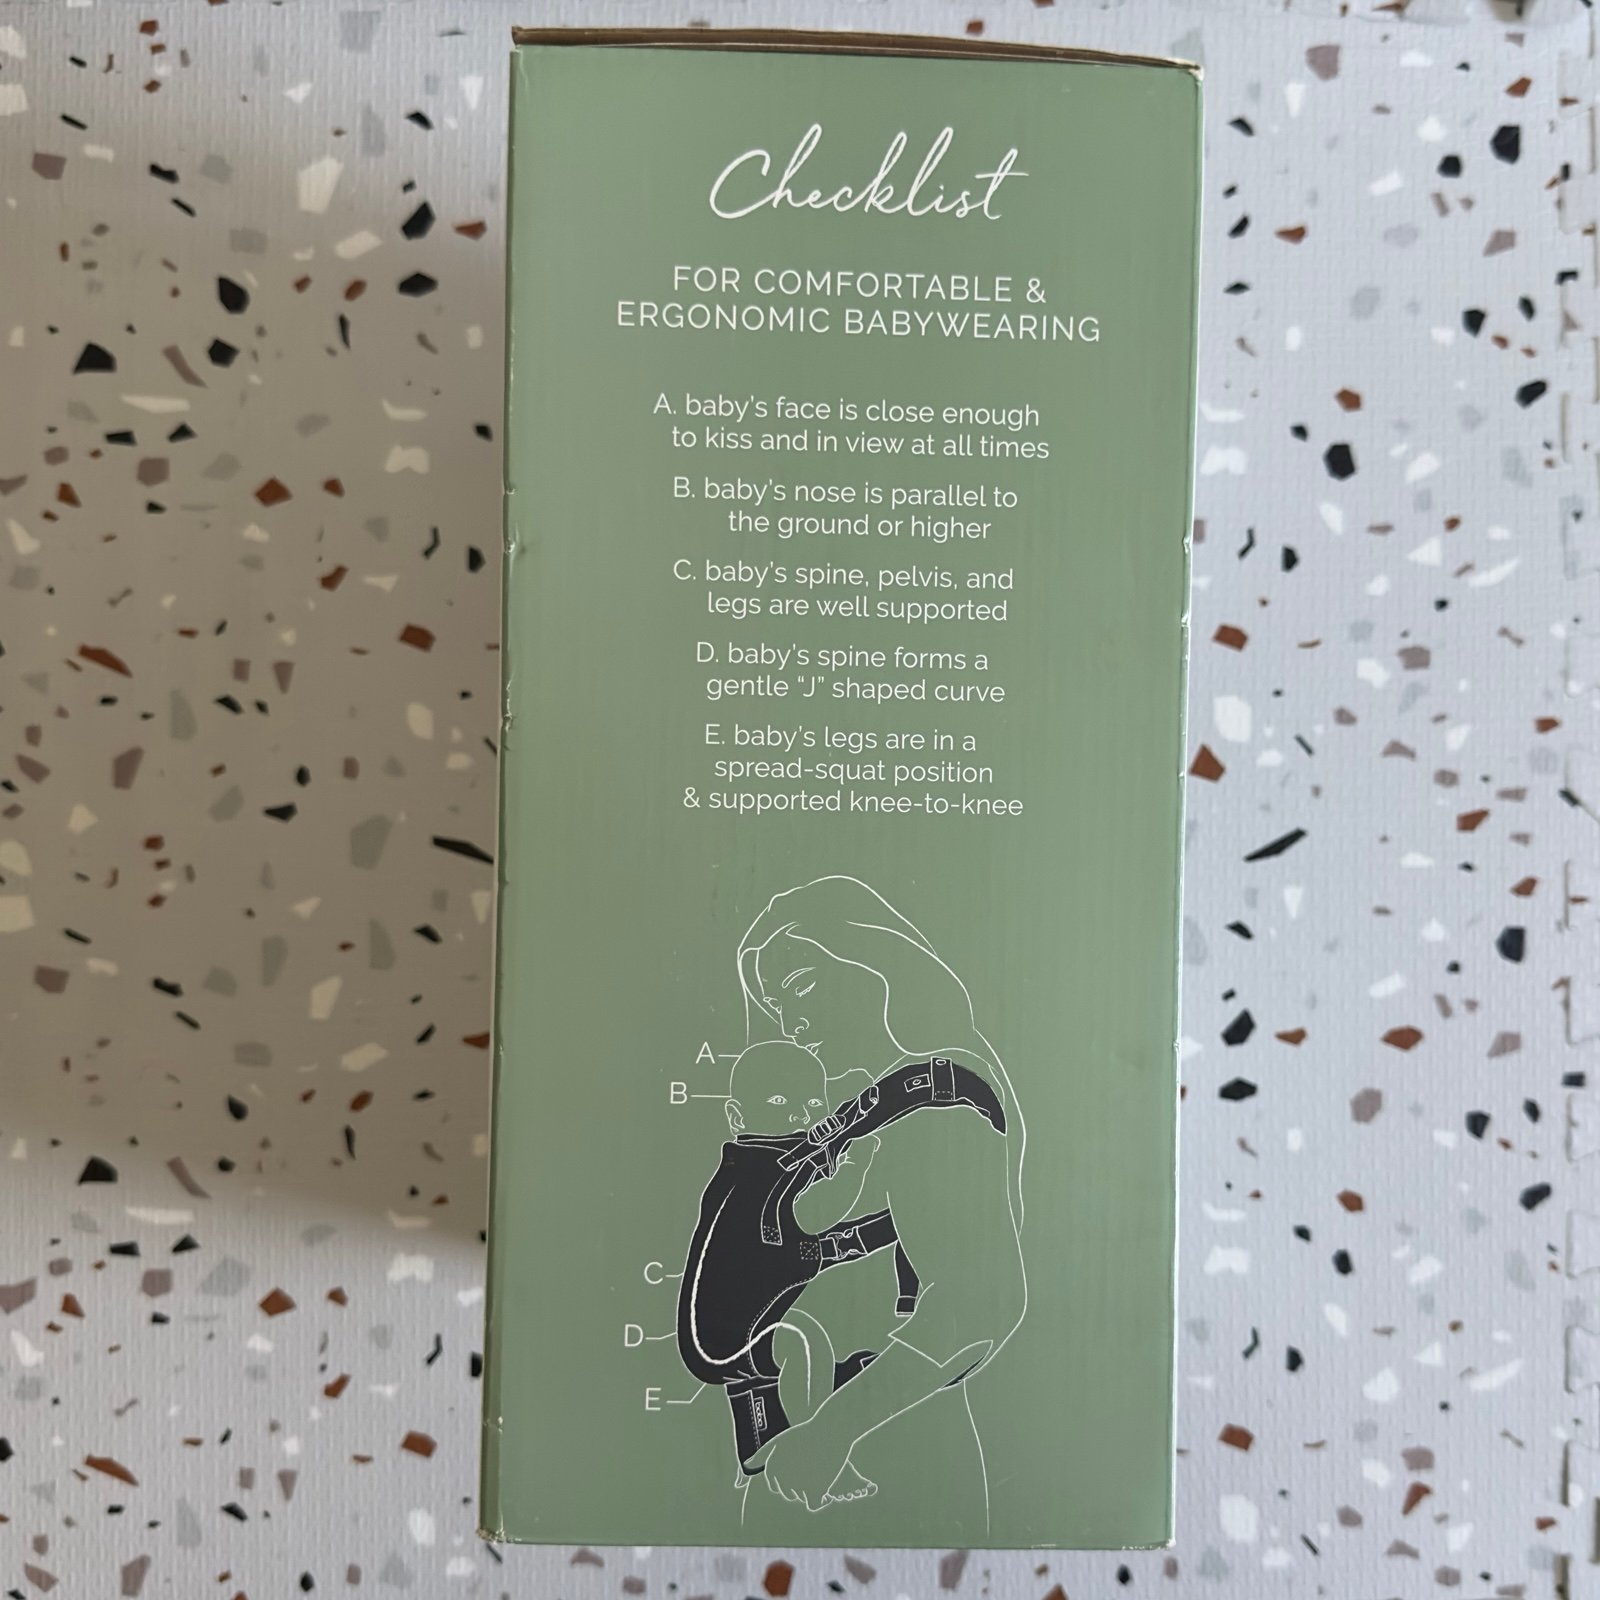 Checklist
FOR COMFORTABLE &
ERGONOMIC BABYWEARING
A. baby's face is close enough
to kiss and in view at all times
B. baby's nose is parallel to
the ground or higher
C. baby's spine, pelvis, and
legs are well supported
D. baby's spine forms a
gentle “J” shaped curve
E. baby's legs are in a
spread-squat position
& supported knee-to-knee
A
B
C
D
E
boba